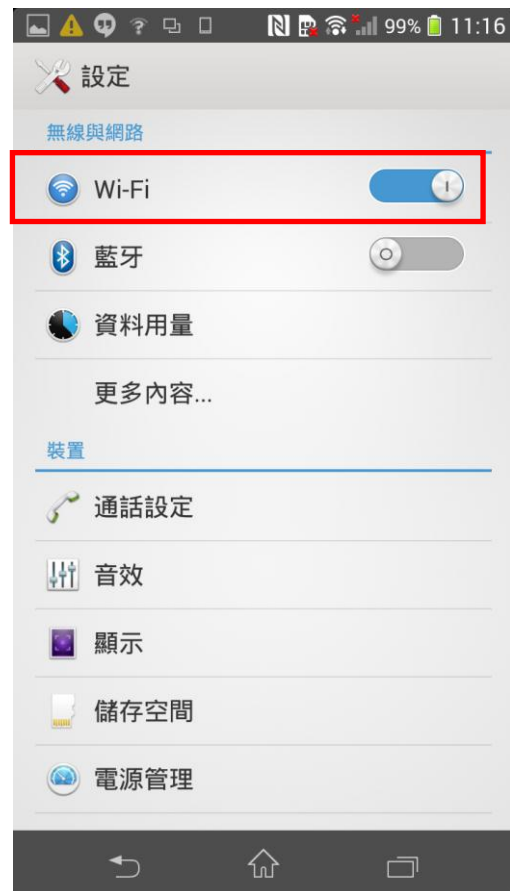 99% 11:16
設定
無線與網路
Wi-Fi
藍牙
資料用量
更多內容...
裝置
通話設定
音效
顯示
儲存空間
電源管理